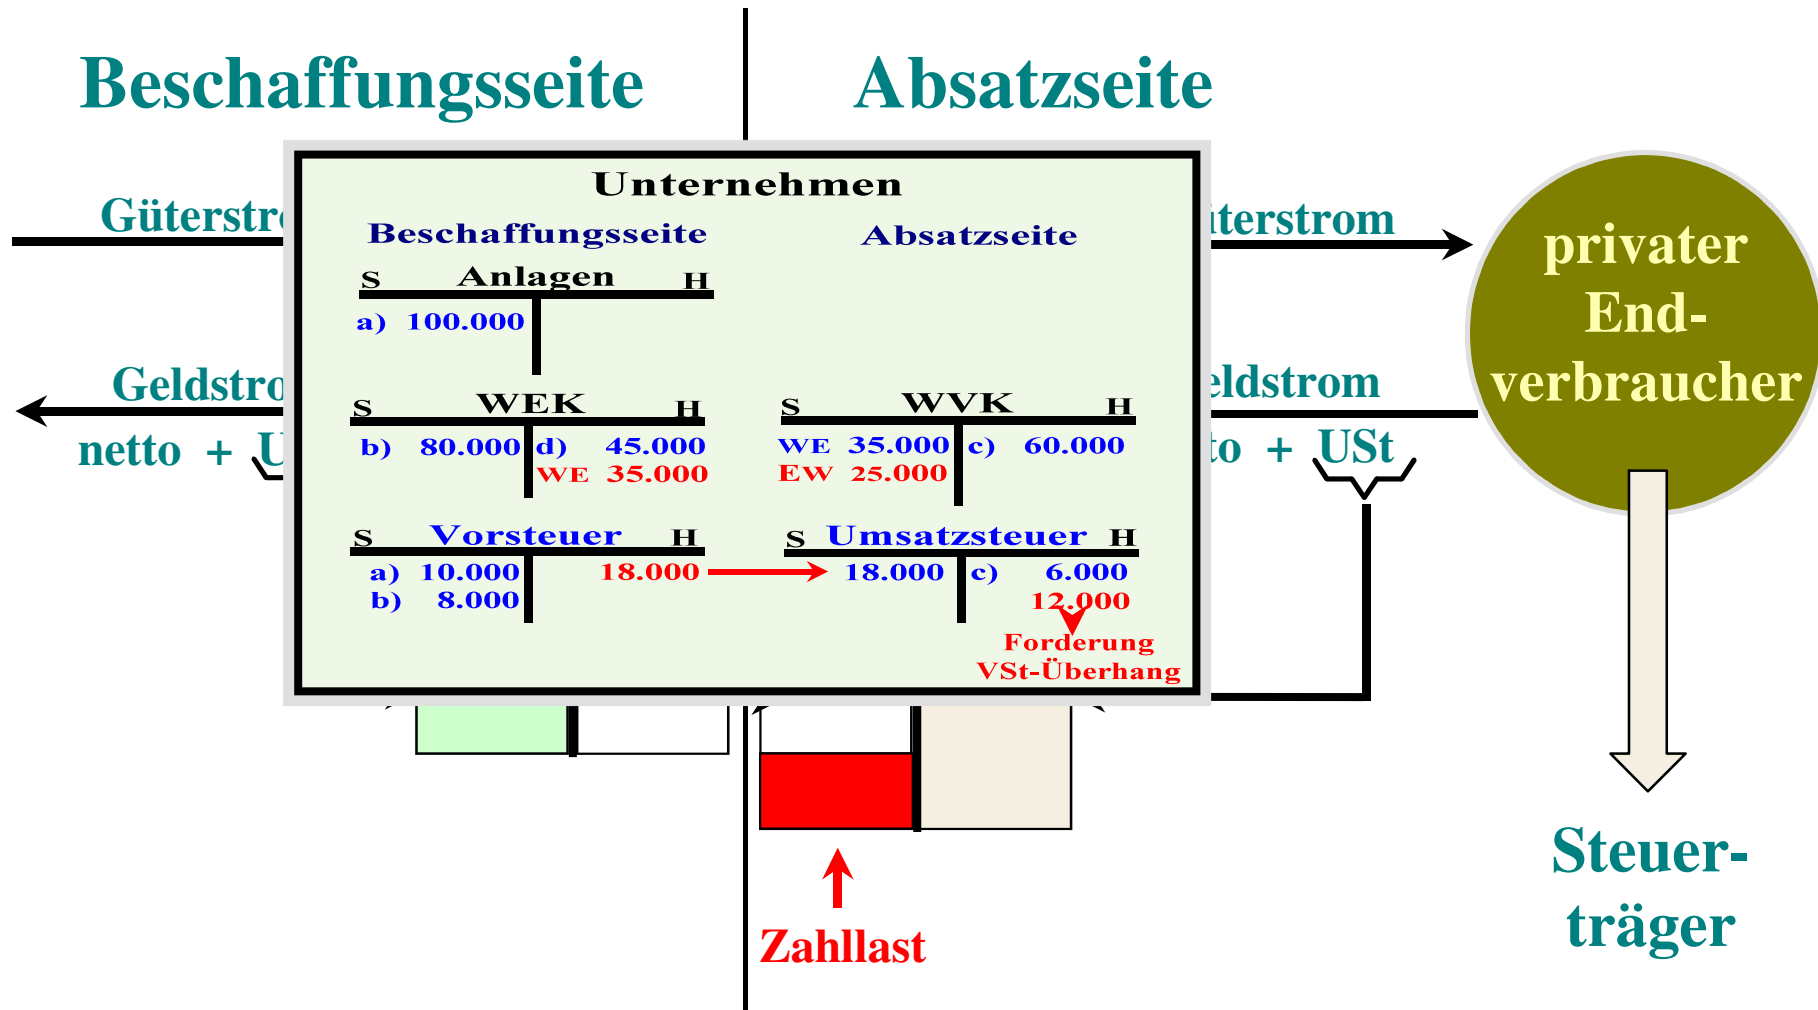 Beschaffungsseite
Absatzseite
Unternehmen
Beschaffungsseite
Absatzseite
S Anlagen H
a) 100.000
S WEK H
b) 80.000 d) 45.000
WE 35.000
S WVK H
WE 35.000 c) 60.000
EW 25.000
S Vorsteuer H
a) 10.000 18.000
b) 8.000
S Umsatzsteuer H
18.000 c) 6.000
12.000
Forderung
VSt-Überhang
Güterstro
Geldstro
netto + U
üterstrom
eldstrom
to + USt
privater
End-
verbraucher
Steuer-
träger
Zahllast